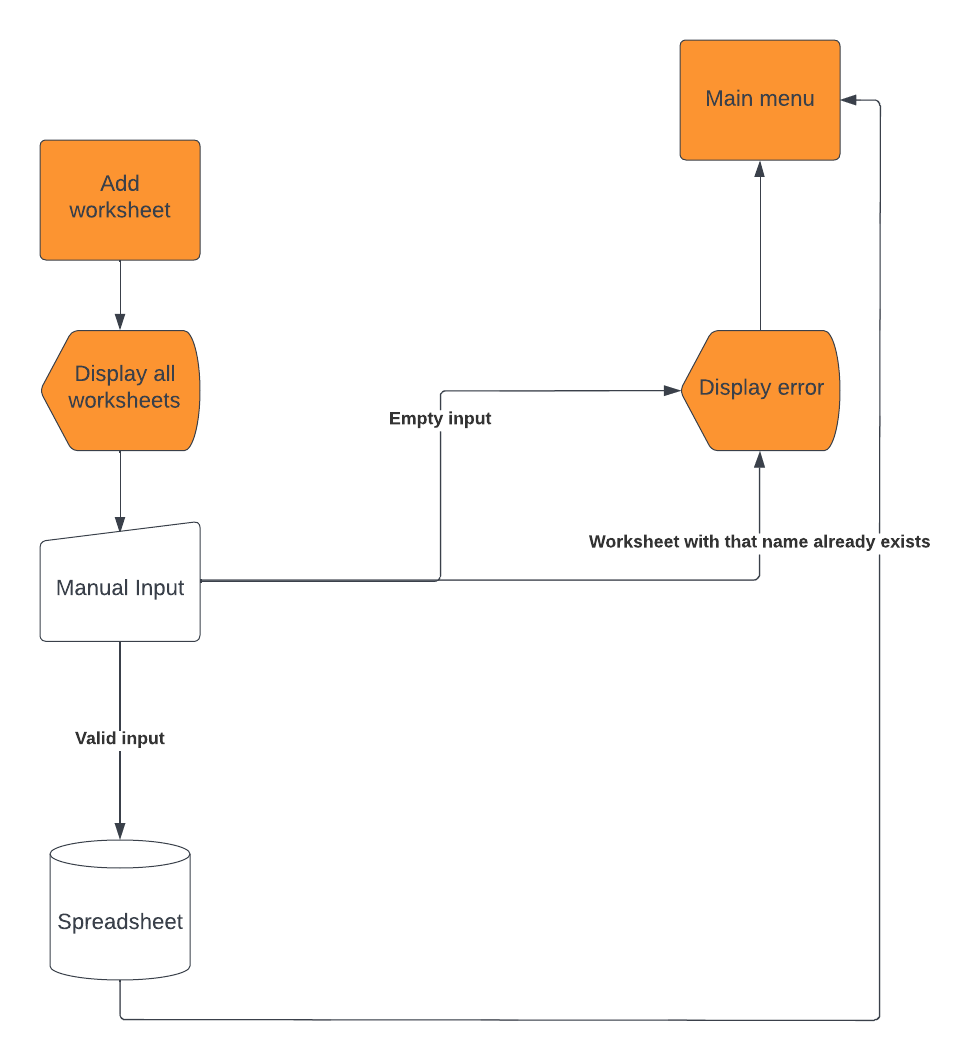 Main menu
Add
worksheet
Display all
worksheets
Display error
Empty input
Worksheet with that name already exists
Manual Input
Valid input
Spreadsheet